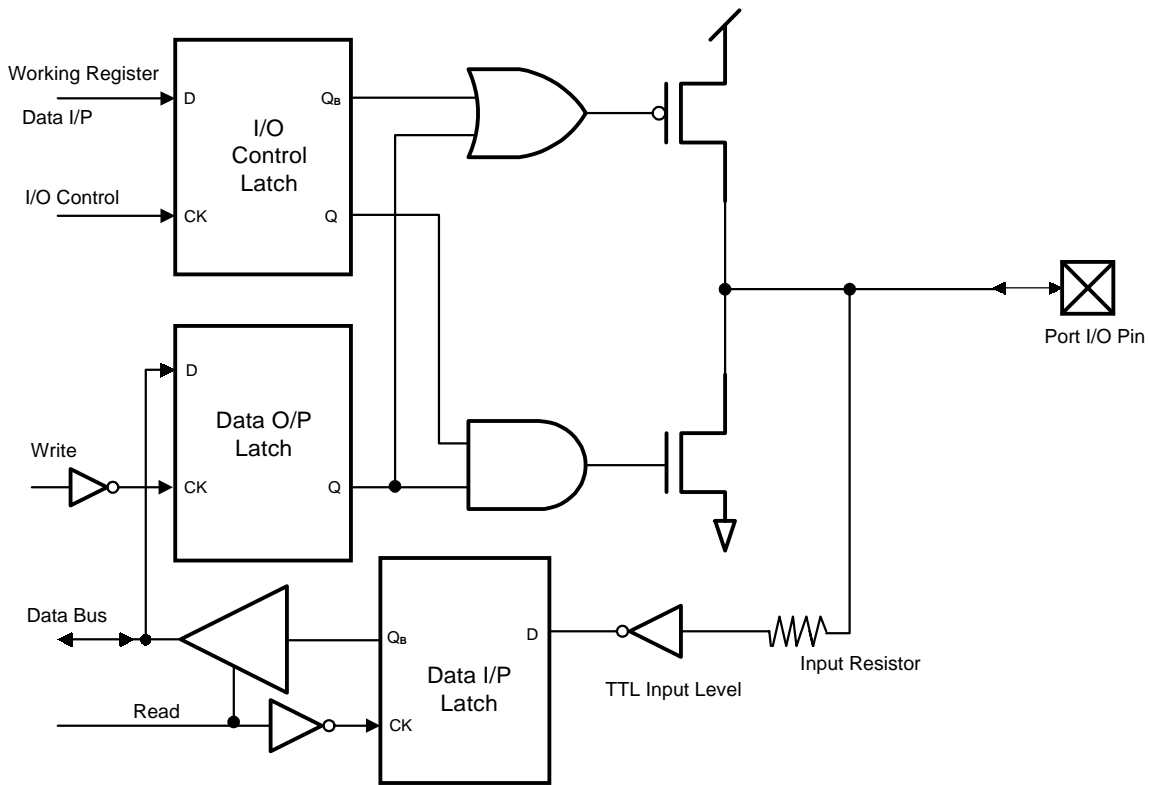 Working Register
Data I/P
I/O Control
D
CK
QB
Q
I/O
Control
Latch
Port I/O Pin
Write
D
CK
Q
Data O/P
Latch
Data Bus
Read
QB
D
CK
Data I/P
Latch
TTL Input Level
Input Resistor